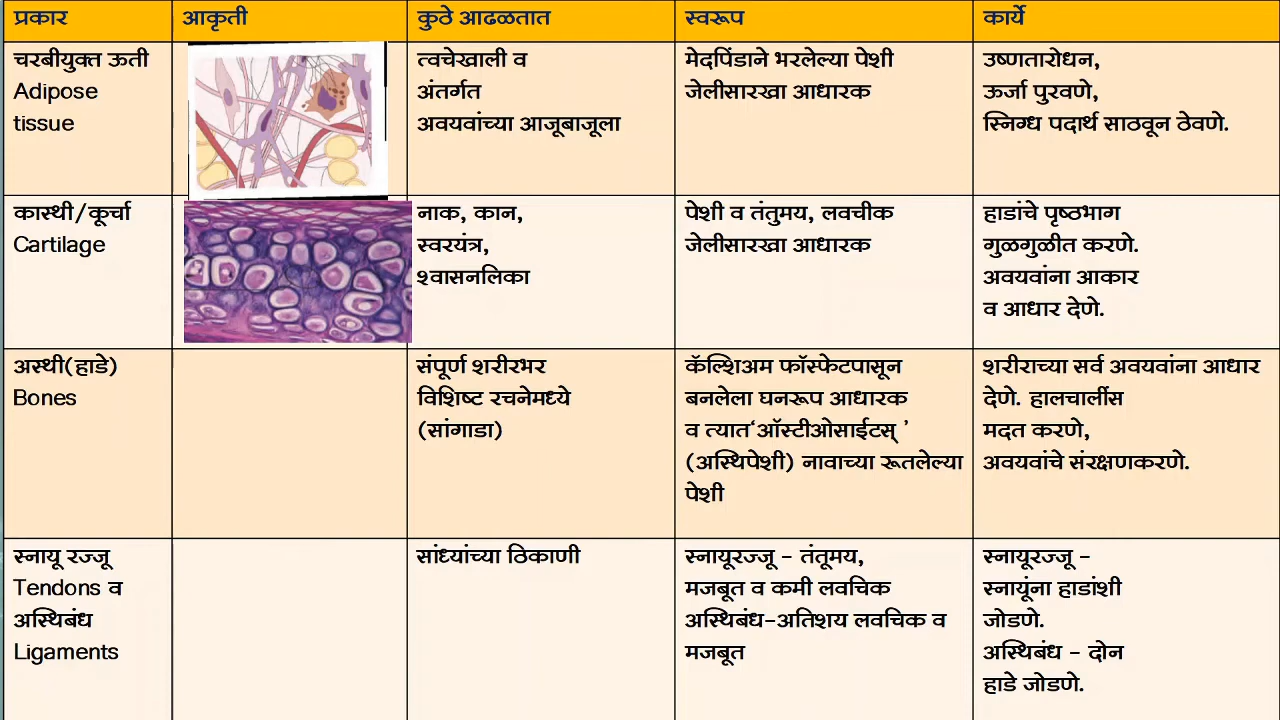 प्रकार
आकृती
कुठे आढळतात
स्वरूप
कार्ये
चरबीयुक्त ऊती
Adipose
tissue
त्वचेखाली व
अंतर्गत
अवयवांच्या आजूबाजूला
मेदपिंडाने भरलेल्या पेशी
जेलीसारखा आधारक
उष्णतारोधन,
ऊर्जा पुरवणे,
स्निग्ध पदार्थ साठवून ठेवणे.
कास्थी/कूर्चा
Cartilage
नाक, कान,
स्वरयंत्र,
श्वासनलिका
पेशी व तंतुमय, लवचीक
जेलीसारखा आधारक
हाडांचे पृष्ठभाग
गुळगुळीत करणे.
अवयवांना आकार
व आधार देणे.
अस्थी(हाडे)
Bones
संपूर्ण शरीरभर
विशिष्ट रचनेमध्ये
(सांगाडा)
कॅल्शिअम फॉस्फेटपासून
बनलेला घनरूप आधारक
व त्यात‘ऑस्टीओसाईटस् ’
(अस्थिपेशी) नावाच्या रूतलेल्या
पेशी
शरीराच्या सर्व अवयवांना आधार
देणे. हालचालींस
मदत करणे,
अवयवांचे संरक्षणकरणे.
स्नायू रज्जू
Tendons व
अस्थिबंध
Ligaments
सांध्यांच्या ठिकाणी
स्नायूरज्जू - तंतूमय,
मजबूत व कमी लवचिक
अस्थिबंध-अतिशय लवचिक व
मजबूत
स्नायूरज्जू -
स्नायूंना हाडांशी
जोडणे.
अस्थिबंध - दोन
हाडे जोडणे.